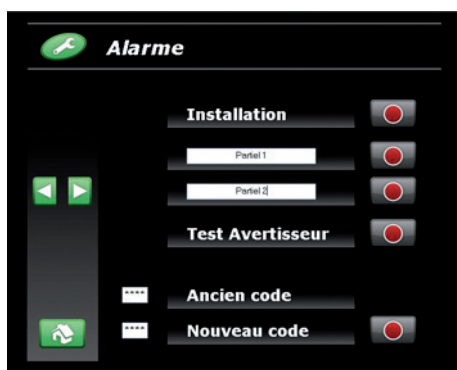 Alarme
Installation
Partiel 1
Partiel 2
Test Avertisseur
**** Ancien code
**** Nouveau code